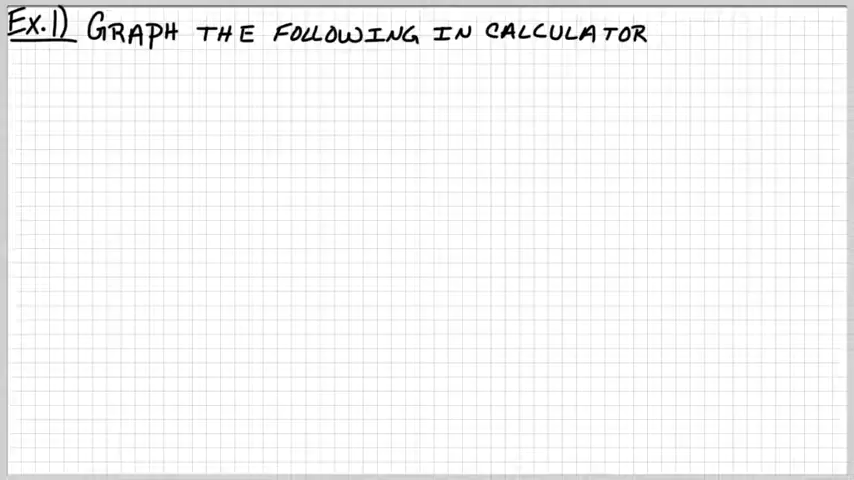 Ex.1) GRAPH THE FOLLOWING IN CALCULATOR